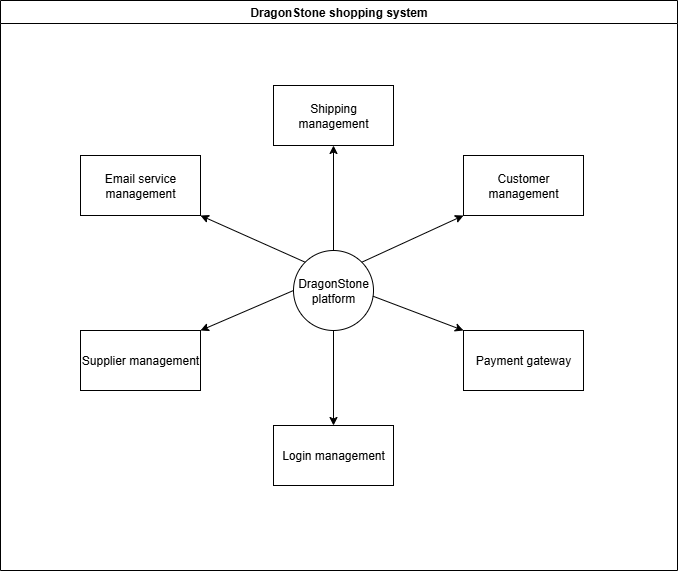 DragonStone shopping system
Shipping
management
Email service
management
Customer
management
DragonStone
platform
Supplier management
Payment gateway
Login management